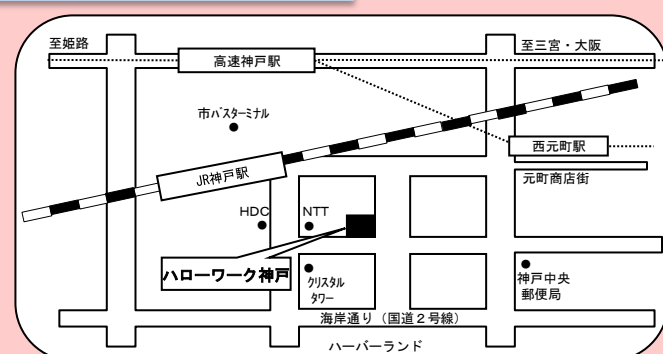 至姫路
至三宮・大阪
高速神戸駅
市バスターミナル
西元町駅
JR神戸駅
元町商店街
HDC
NTT
ハローワーク神戸
クリスタル
タワー
神戸中央
郵便局
海岸通り（国道２号線）
ハーバーランド